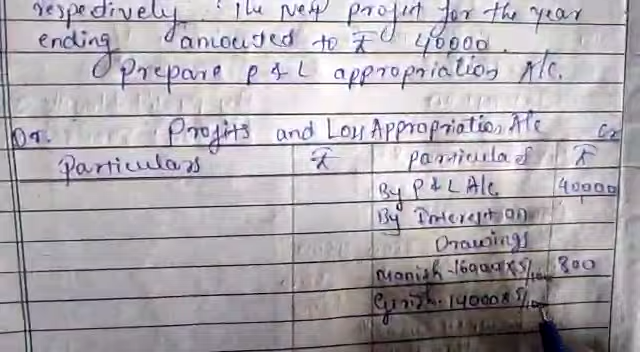 respectively. The Net profit for the year
ending amouted to ₹ 40000.
Prepare P & L appropriation A/c.
Dr. Profits and Loss Appropriation A/c Cr
Particulars ₹ particulars ₹
By P & L A/c 40000
By Interest on
Drawings
Manish - 16000 x 5/100 800
Girish - 14000 x 5/100